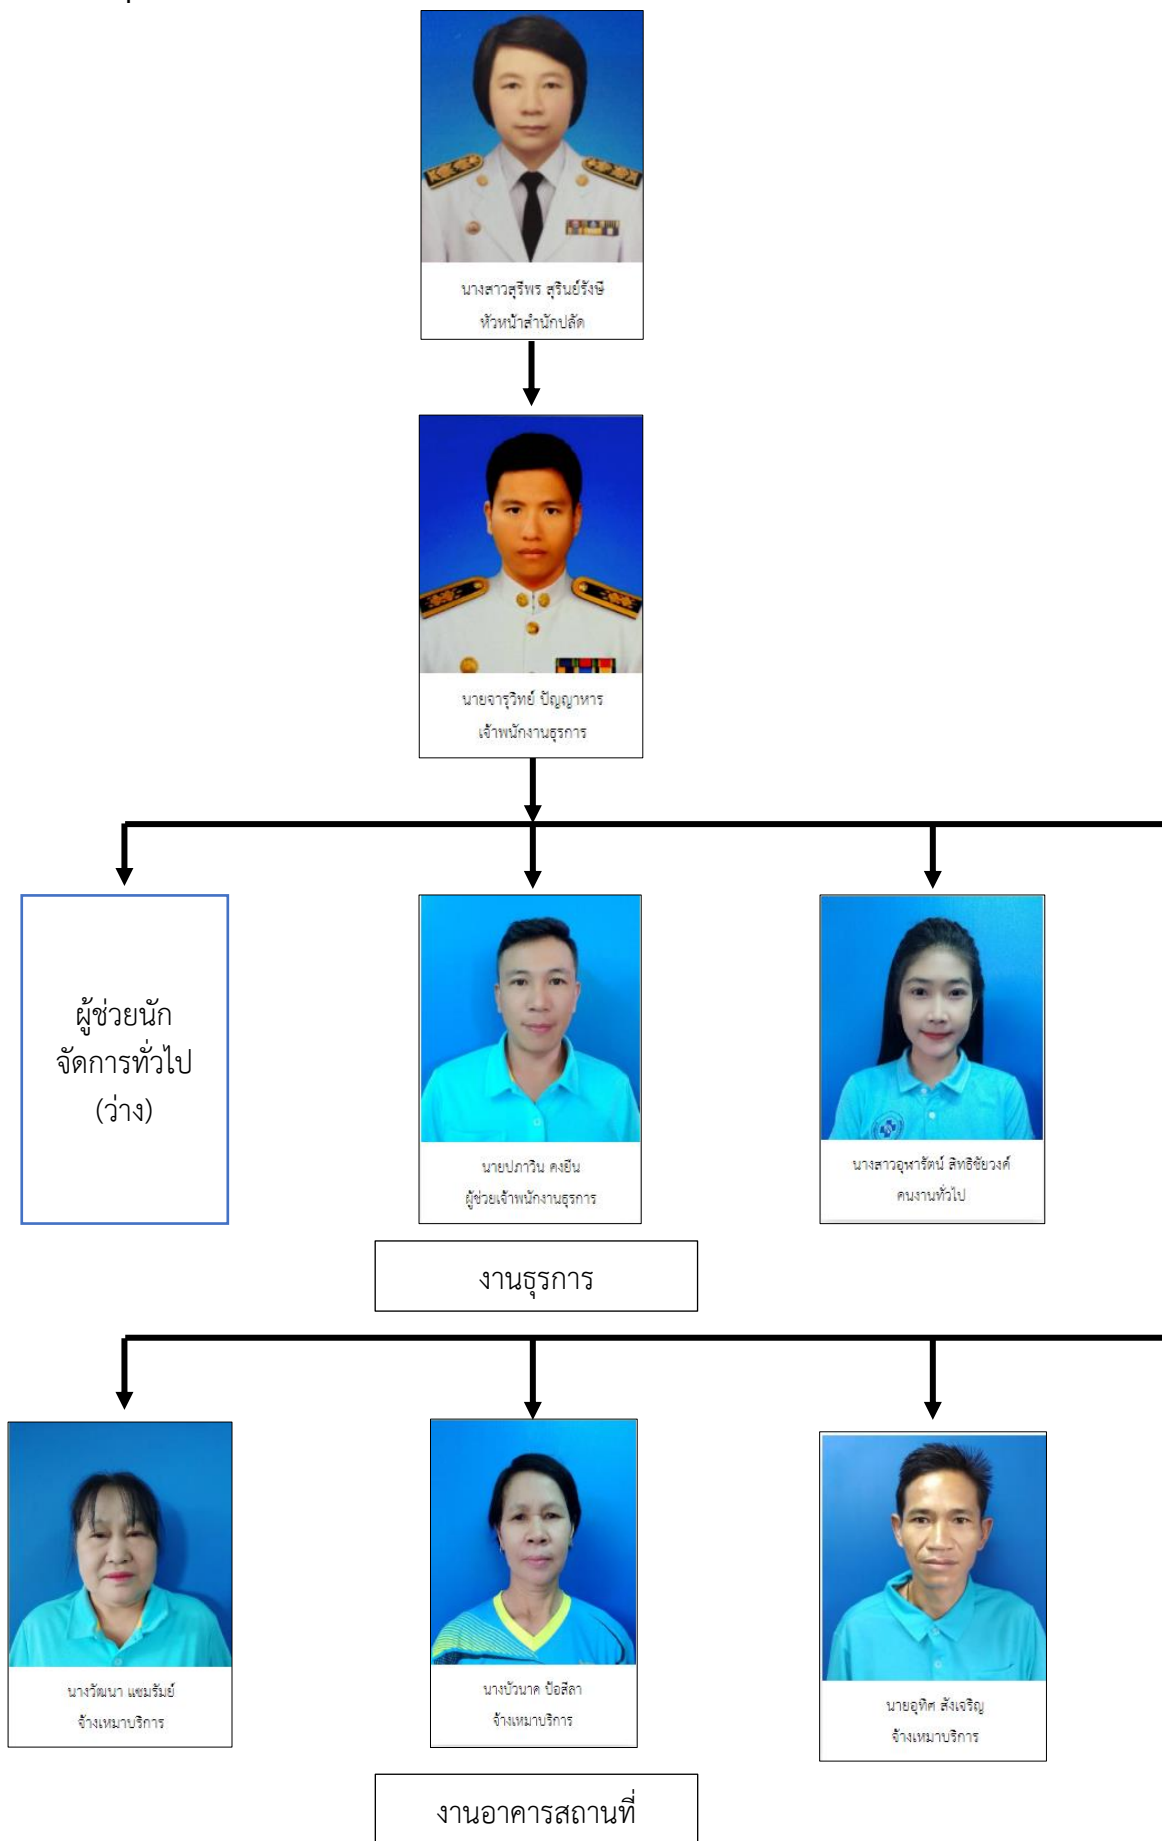 นางสาวสุรีพร สุรินย์รังษี
หัวหน้าสำนักปลัด
นายจารุวิทย์ ปัญญาหาร
เจ้าพนักงานธุรการ
ผู้ช่วยนัก
จัดการทั่วไป
(ว่าง)
นายปภาวิน คงยืน
ผู้ช่วยเจ้าพนักงานธุรการ
นางสาวอุฬารัตน์ สิทธิชัยวงค์
คนงานทั่วไป
งานธุรการ
นางวัฒนา แซมรัมย์
จ้างเหมาบริการ
นางบัวนาค ป้อสีลา
จ้างเหมาบริการ
นายอุทิศ สังเจริญ
จ้างเหมาบริการ
งานอาคารสถานที่